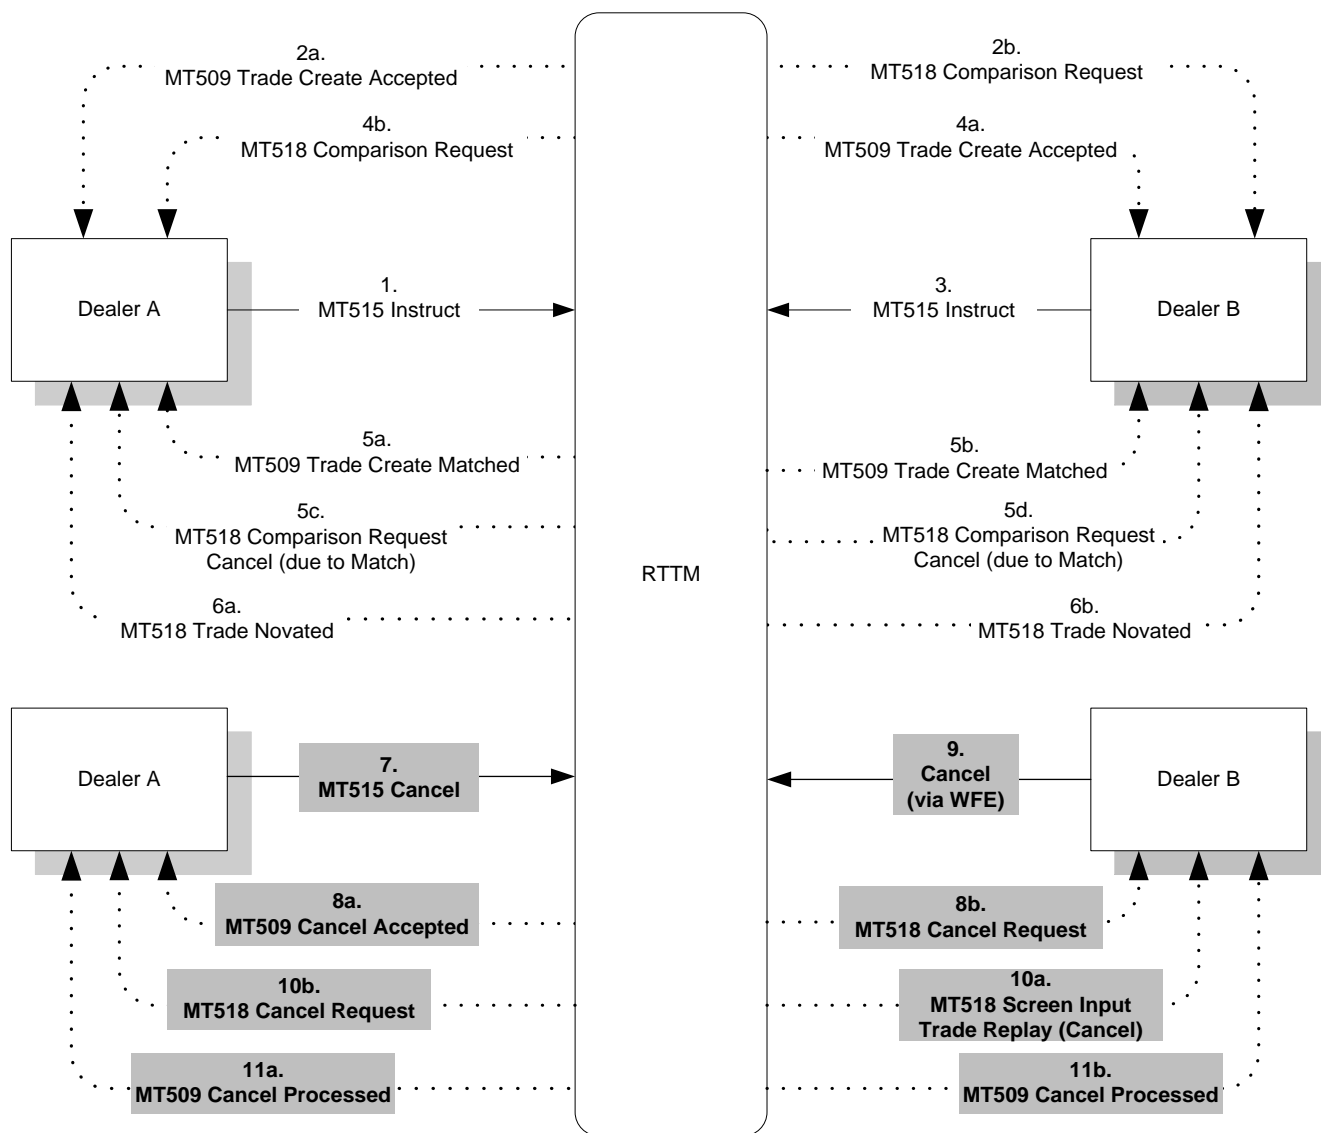 2a.
MT509 Trade Create Accepted
2b.
MT518 Comparison Request
4b.
MT518 Comparison Request
4a.
MT509 Trade Create Accepted
Dealer A
1.
MT515 Instruct
3.
MT515 Instruct
Dealer B
5a.
MT509 Trade Create Matched
5b.
MT509 Trade Create Matched
5c.
MT518 Comparison Request
Cancel (due to Match)
5d.
MT518 Comparison Request
Cancel (due to Match)
RTTM
6a.
MT518 Trade Novated
6b.
MT518 Trade Novated
Dealer A
7.
MT515 Cancel
9.
Cancel
(via WFE)
Dealer B
8a.
MT509 Cancel Accepted
8b.
MT518 Cancel Request
10b.
MT518 Cancel Request
10a.
MT518 Screen Input
Trade Replay (Cancel)
11a.
MT509 Cancel Processed
11b.
MT509 Cancel Processed